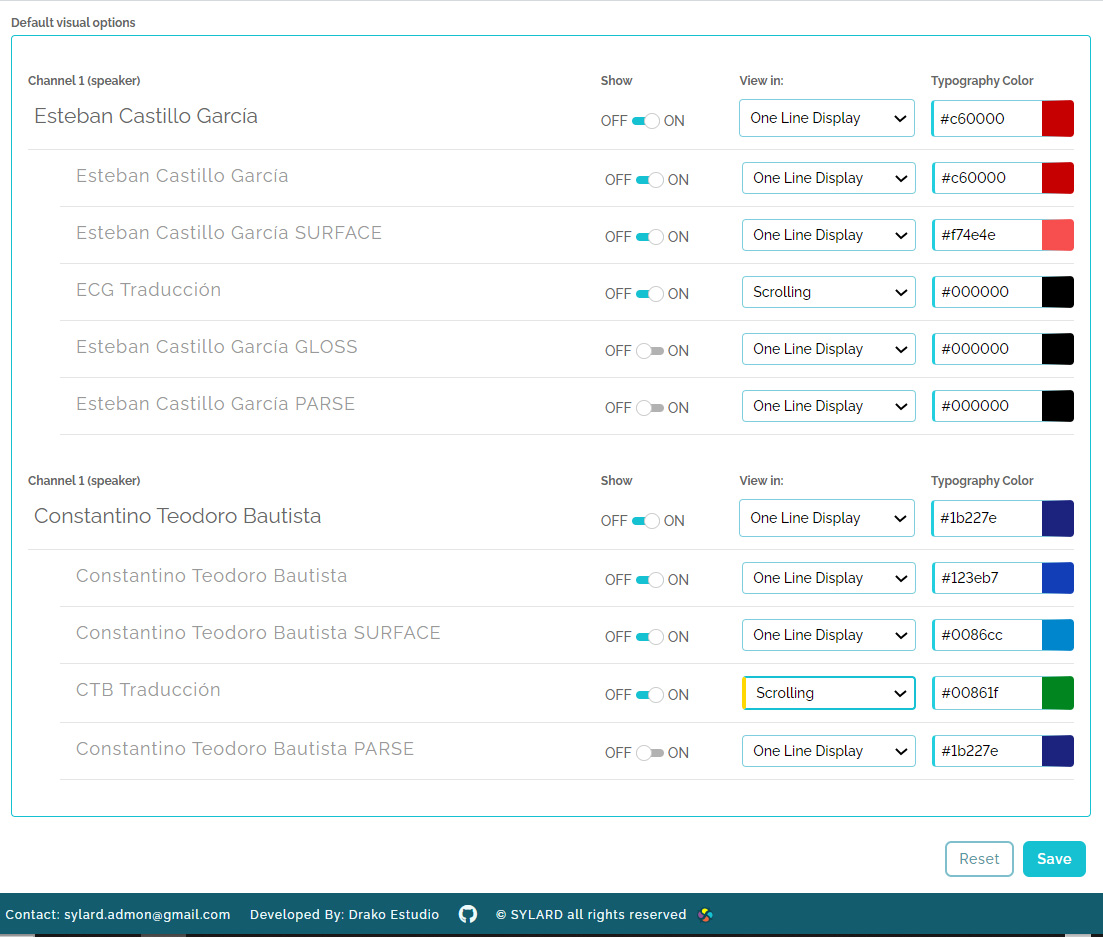 Default visual options
Channel 1 (speaker) Show View in: Typography Color
Esteban Castillo García OFF ON One Line Display #c60000
Esteban Castillo García OFF ON One Line Display #c60000
Esteban Castillo García SURFACE OFF ON One Line Display #f74e4e
ECG Traducción OFF ON Scrolling #000000
Esteban Castillo García GLOSS OFF ON One Line Display #000000
Esteban Castillo García PARSE OFF ON One Line Display #000000
Channel 1 (speaker) Show View in: Typography Color
Constantino Teodoro Bautista OFF ON One Line Display #1b227e
Constantino Teodoro Bautista OFF ON One Line Display #123eb7
Constantino Teodoro Bautista SURFACE OFF ON One Line Display #0086cc
CTB Traducción OFF ON Scrolling #00861f
Constantino Teodoro Bautista PARSE OFF ON One Line Display #1b227e
Reset Save
Contact: sylard.admon@gmail.com Developed By: Drako Estudio © SYLARD all rights reserved